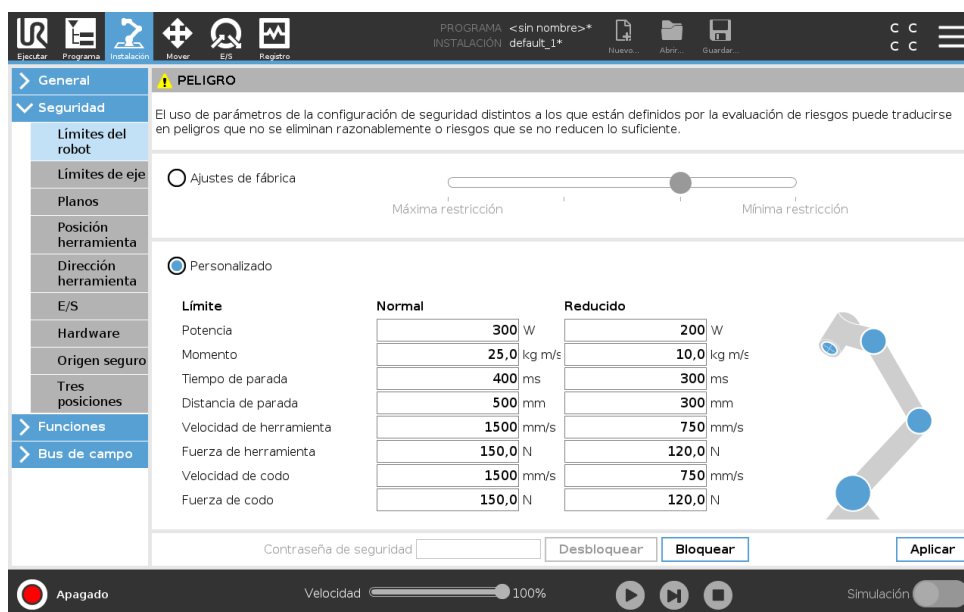 UR
PROGRAMA <sin nombre>*
INSTALACIÓN default_1*
Ejecutar Programa Instalación Mover E/S Registro
Nuevo... Abrir... Guardar...
C C
C C
General
Seguridad
Límites del robot
Límites de eje
Planos
Posición herramienta
Dirección herramienta
E/S
Hardware
Origen seguro
Tres posiciones
Funciones
Bus de campo
PELIGRO
El uso de parámetros de la configuración de seguridad distintos a los que están definidos por la evaluación de riesgos puede traducirse
en peligros que no se eliminan razonablemente o riesgos que se no reducen lo suficiente.
Ajustes de fábrica
Máxima restricción Mínima restricción
Personalizado
Límite Normal Reducido
Potencia 300 W 200 W
Momento 25,0 kg m/s 10,0 kg m/s
Tiempo de parada 400 ms 300 ms
Distancia de parada 500 mm 300 mm
Velocidad de herramienta 1500 mm/s 750 mm/s
Fuerza de herramienta 150,0 N 120,0 N
Velocidad de codo 1500 mm/s 750 mm/s
Fuerza de codo 150,0 N 120,0 N
Contraseña de seguridad Desbloquear Bloquear Aplicar
Apagado Velocidad 100% Simulación